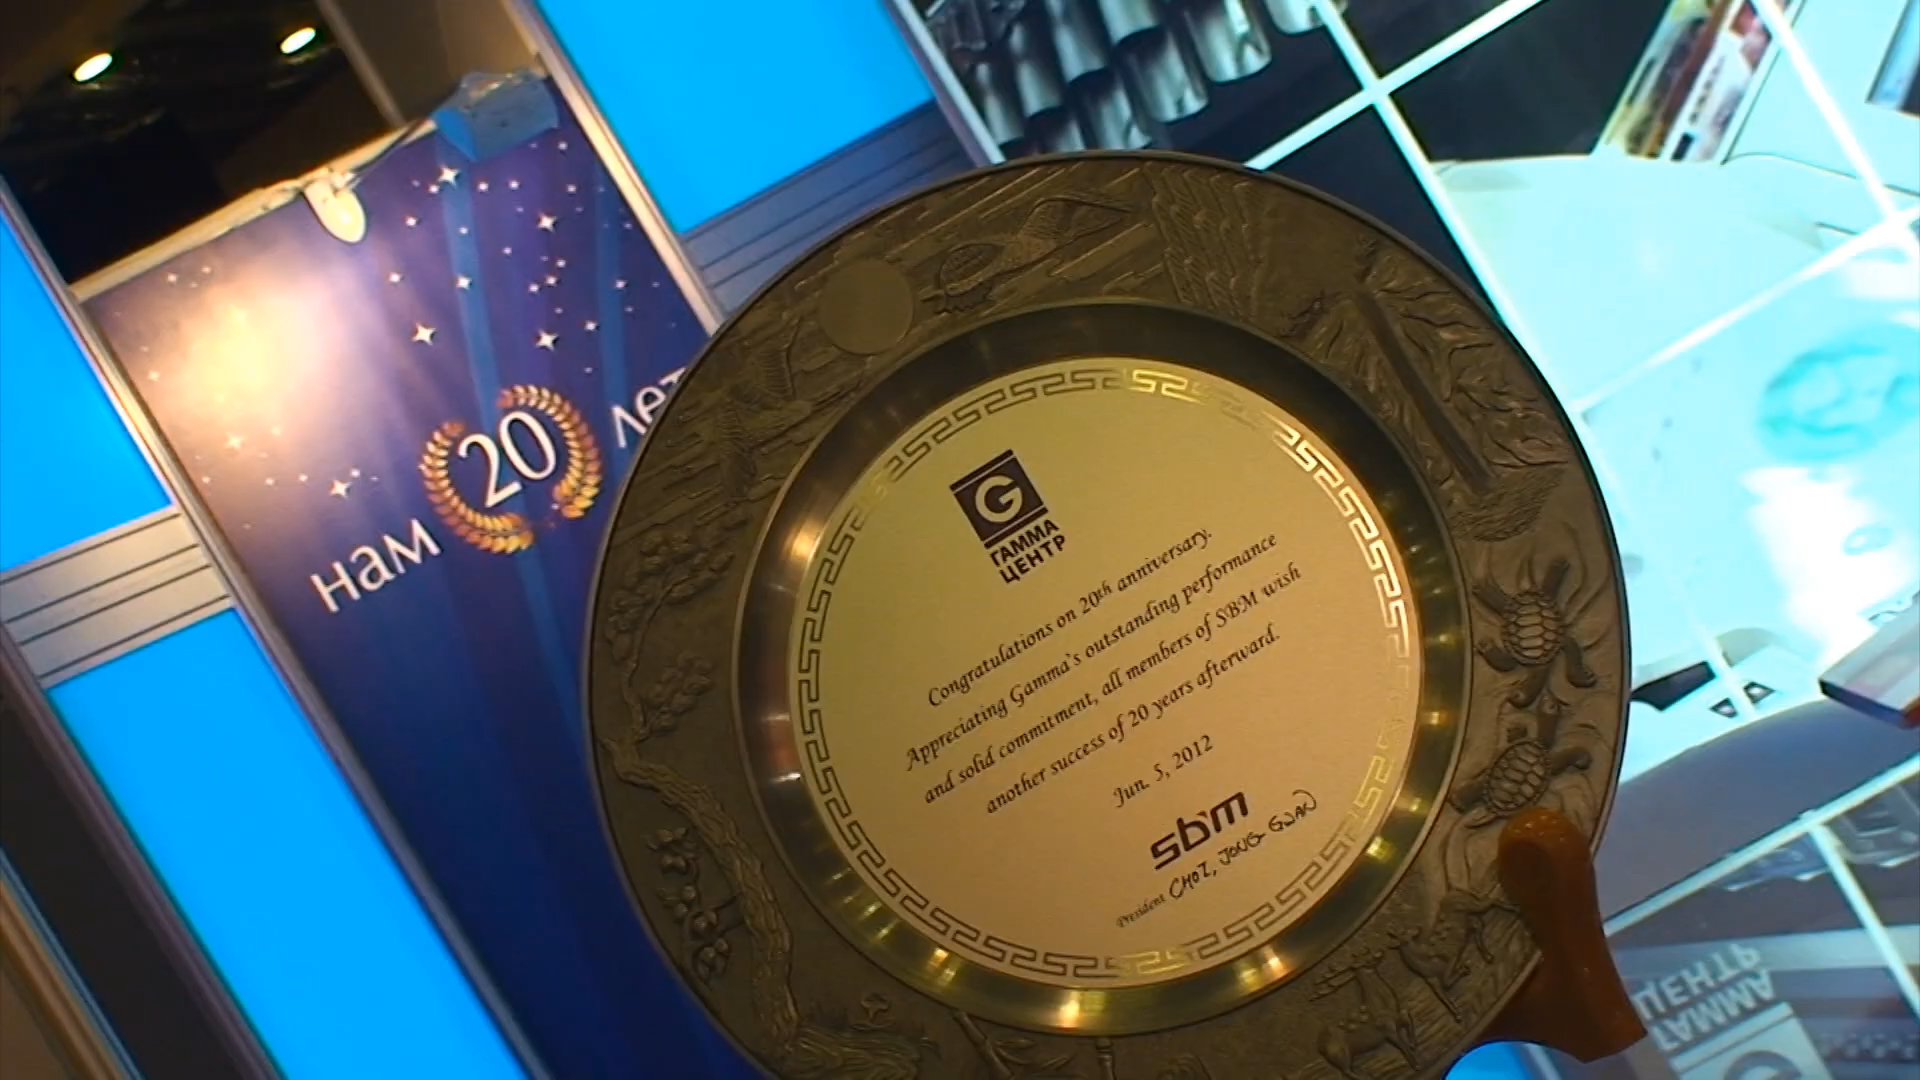 нам 20 лет
G
ГАММА
ЦЕНТР
Congratulations on 20th anniversary.
Appreciating Gamma's outstanding performance
and solid commitment, all members of SBM wish
another success of 20 years afterward.
Jun. 5, 2012
sbm
President CHOI, JONG GWAN
ГАММА
ЦЕНТР
G